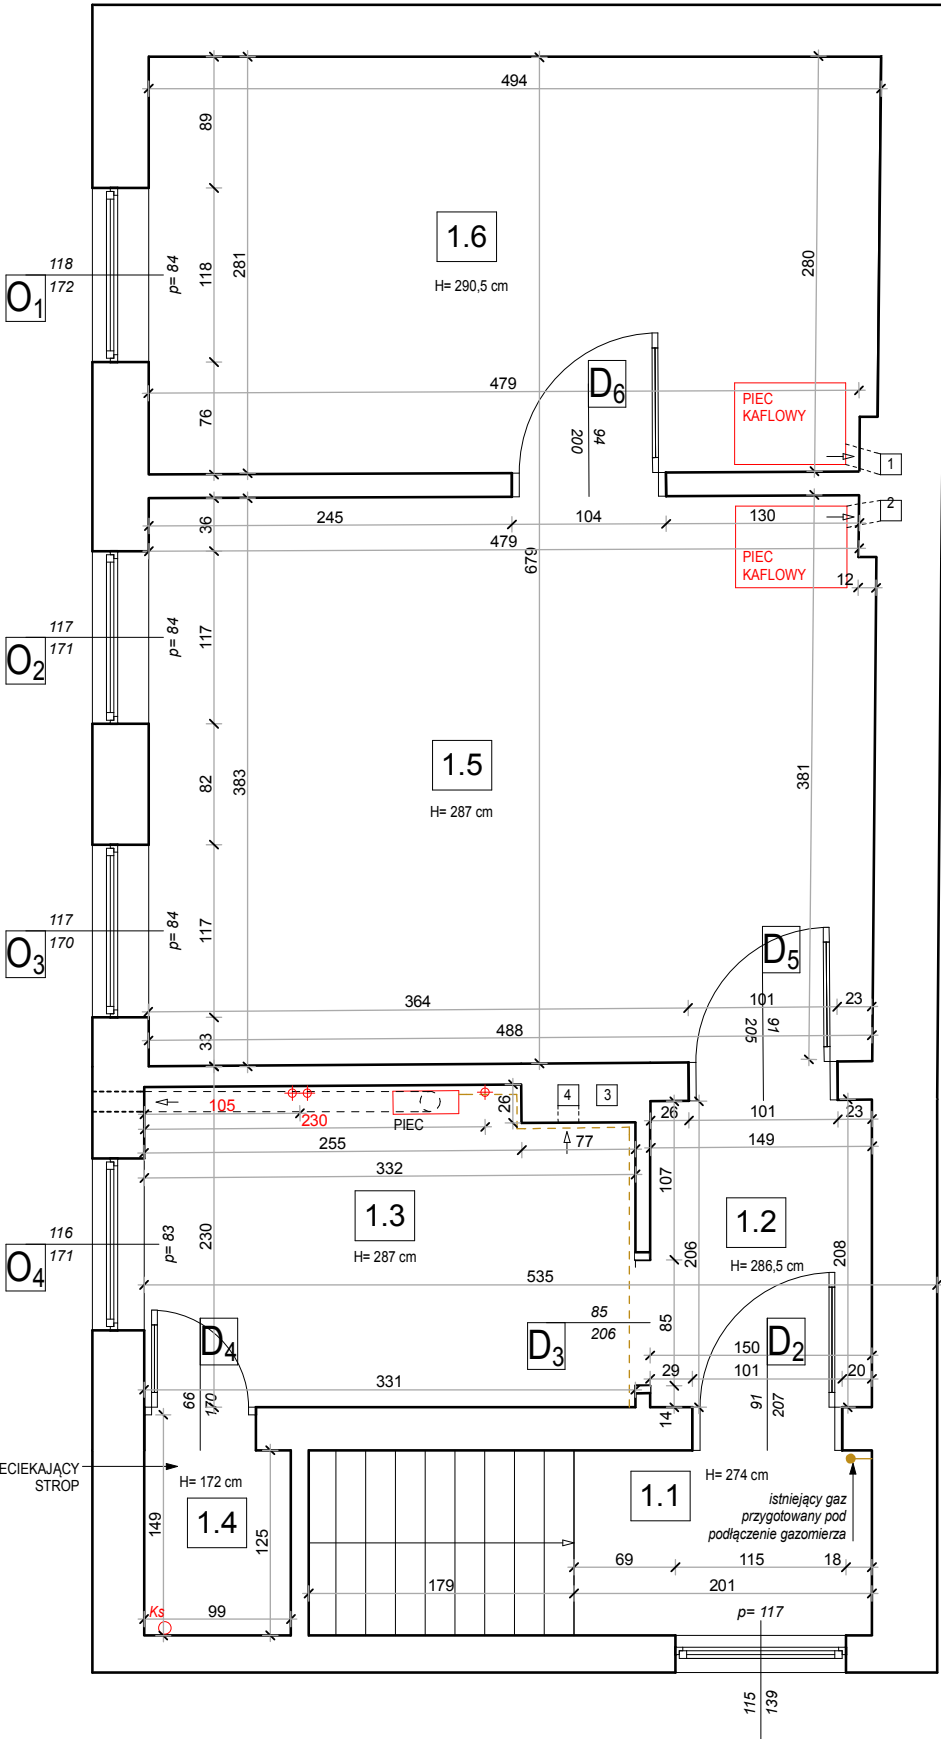 494
89
1.6
H= 290,5 cm
118
172
O1
p= 84
118
281
280
479
D6
94
200
76
PIEC
KAFLOWY
1
2
36
245
104
130
479
679
PIEC
KAFLOWY
12
117
171
O2
p= 84
117
82
383
1.5
H= 287 cm
381
117
170
O3
p= 84
117
33
D5
91
205
364
101
23
488
105
230
PIEC
26
4
3
255
77
332
26
101
23
149
107
1.3
H= 287 cm
230
1.2
H= 286,5 cm
206
208
116
171
O4
p= 83
535
85
206
D3
85
D4
66
170
D2
91
207
150
29
101
20
331
14
ECIEKAJĄCY
STROP
H= 172 cm
1.4
149
125
Ks
99
1.1
H= 274 cm
istniejący gaz
przygotowany pod
podłączenie gazomierza
69
115
18
179
201
p= 117
115
139